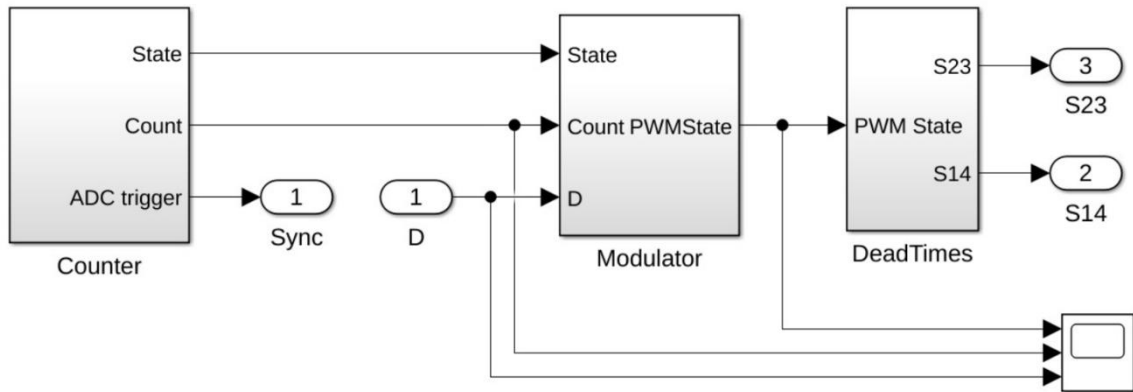 State
Count
ADC trigger
Counter
1
Sync
1
D
State
Count PWMState
D
Modulator
PWM State
S23
S14
DeadTimes
3
S23
2
S14